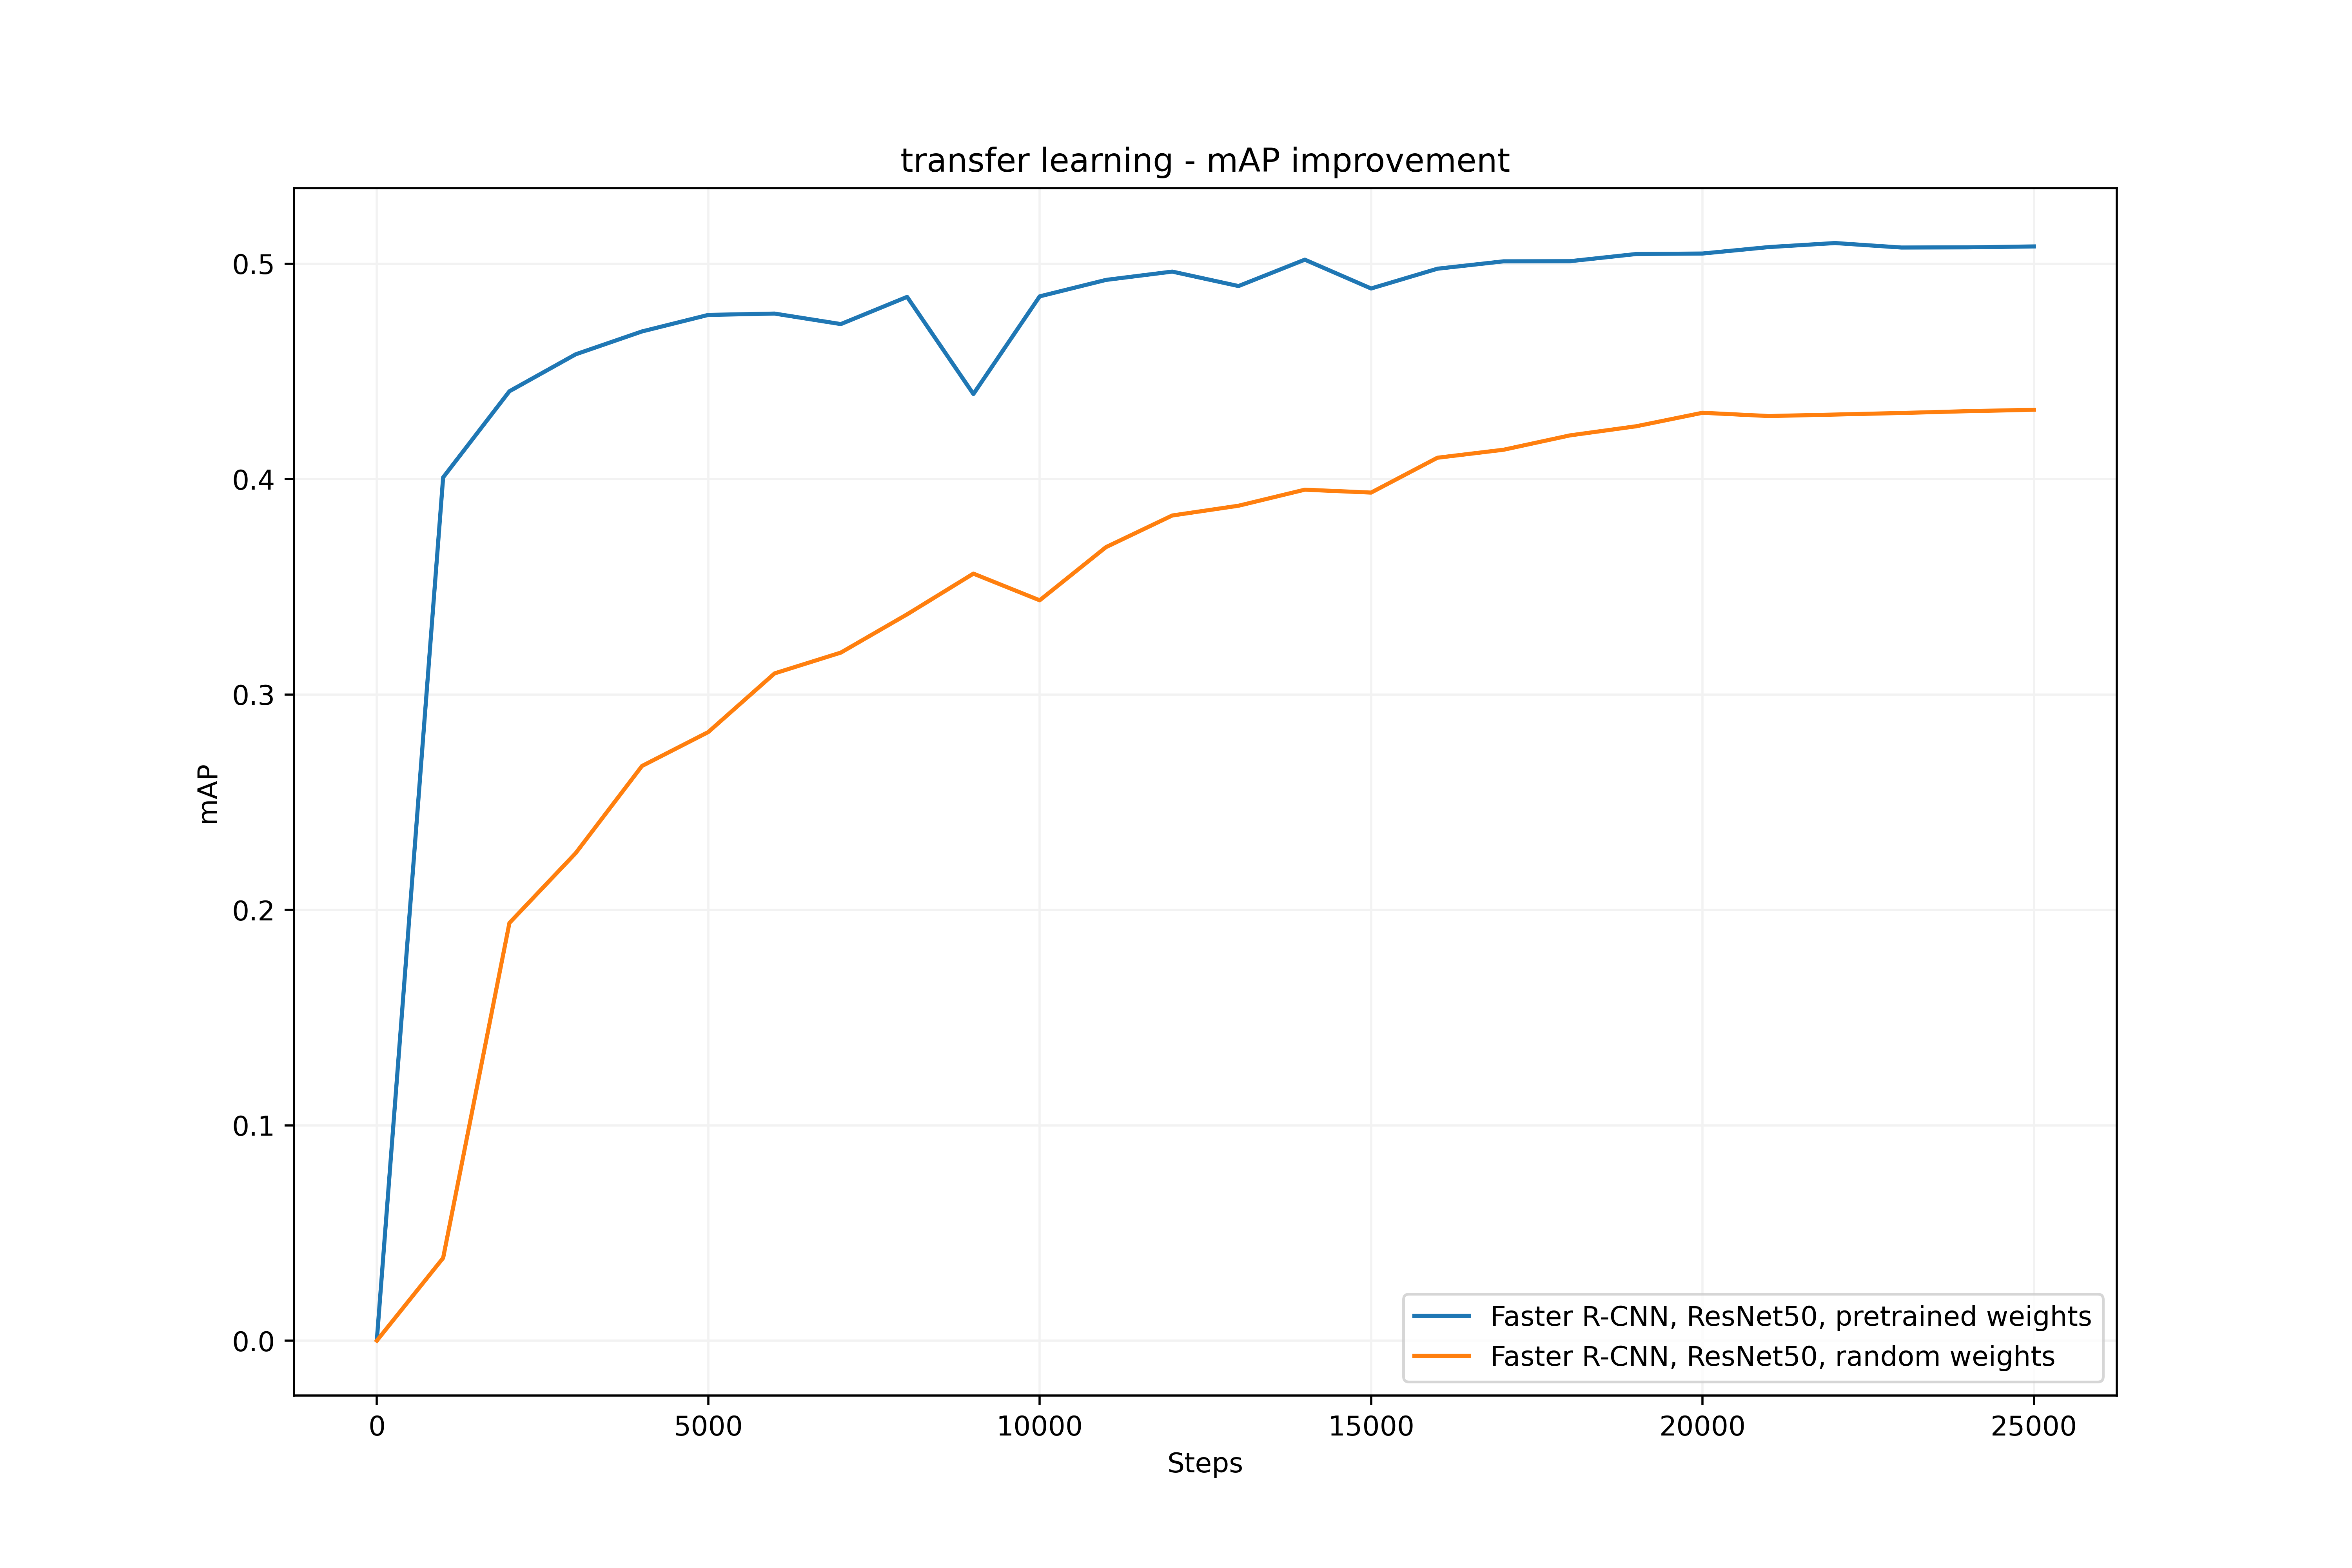 transfer learning - mAP improvement
0.5
0.4
0.3
0.2
0.1
0.0
mAP
0
5000
10000
15000
20000
25000
Steps
Faster R-CNN, ResNet50, pretrained weights
Faster R-CNN, ResNet50, random weights